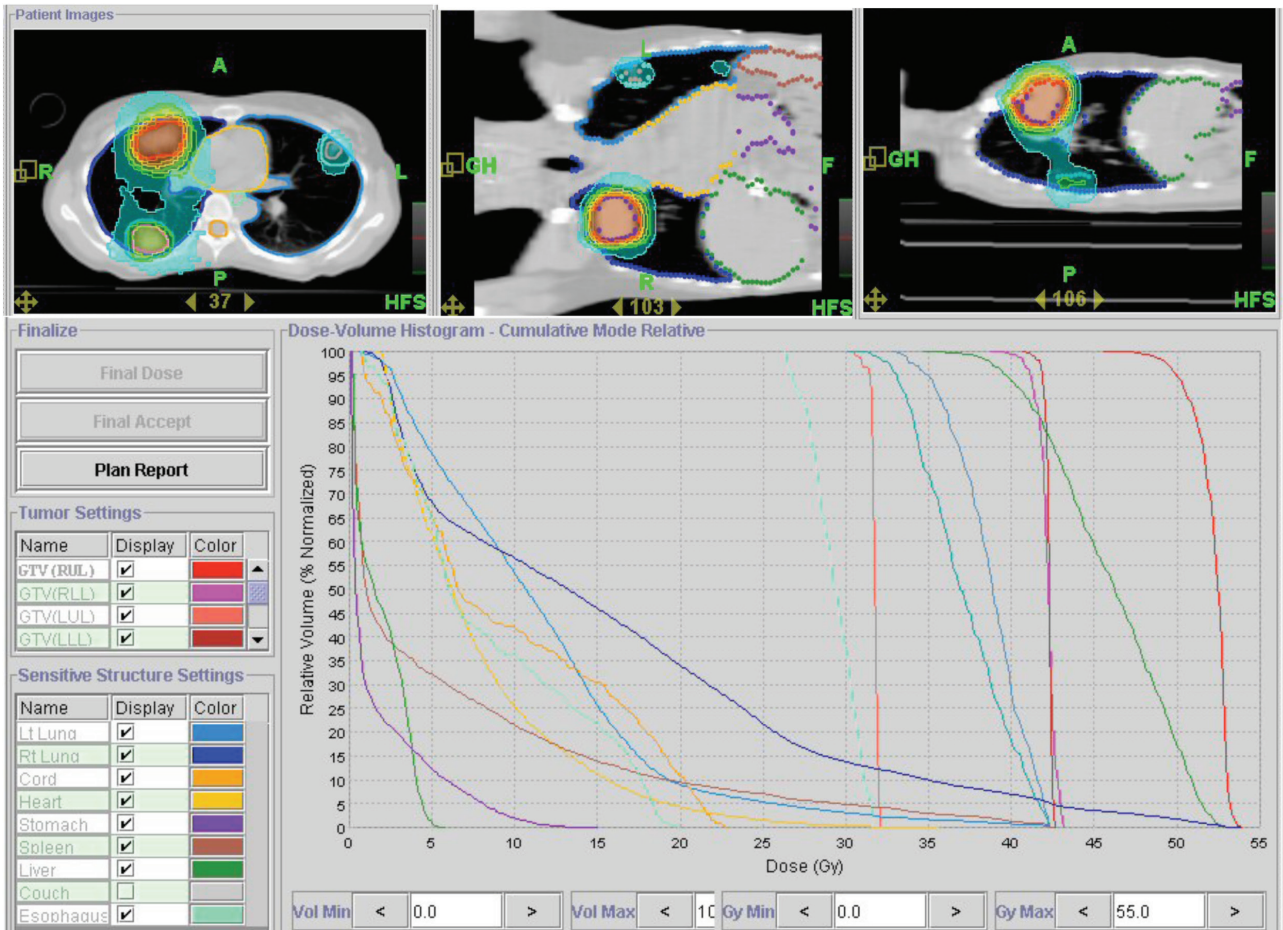 Patient Images
A
R
L
P
37
HFS
L
GH
F
R
103
HFS
A
GH
F
P
106
HFS
Finalize
Final Dose
Final Accept
Plan Report
Tumor Settings
Name Display Color
GTV (RUL)
GTV(RLL)
GTV(LUL)
GTV(LLL)
Sensitive Structure Settings
Name Display Color
Lt Lung
Rt Lung
Cord
Heart
Stomach
Spleen
Liver
Couch
Esophagus
Dose-Volume Histogram - Cumulative Mode Relative
Relative Volume (% Normalized)
100
95
90
85
80
75
70
65
60
55
50
45
40
35
30
25
20
15
10
5
0
0 5 10 15 20 25 30 35 40 45 50 55
Dose (Gy)
Vol Min < 0.0 > Vol Max < 10 Gy Min < 0.0 > Gy Max < 55.0 >